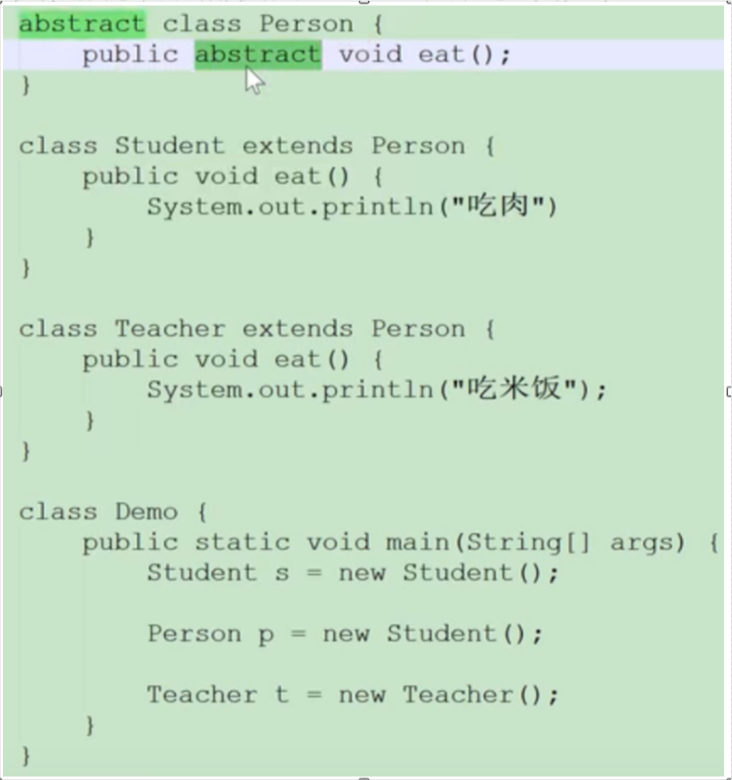 abstract class Person {
    public abstract void eat();
}
class Student extends Person {
    public void eat() {
        System.out.println("吃肉")
    }
}
class Teacher extends Person {
    public void eat() {
        System.out.println("吃米饭");
    }
}
class Demo {
    public static void main(String[] args) {
        Student s = new Student();
        Person p = new Student();
        Teacher t = new Teacher();
    }
}